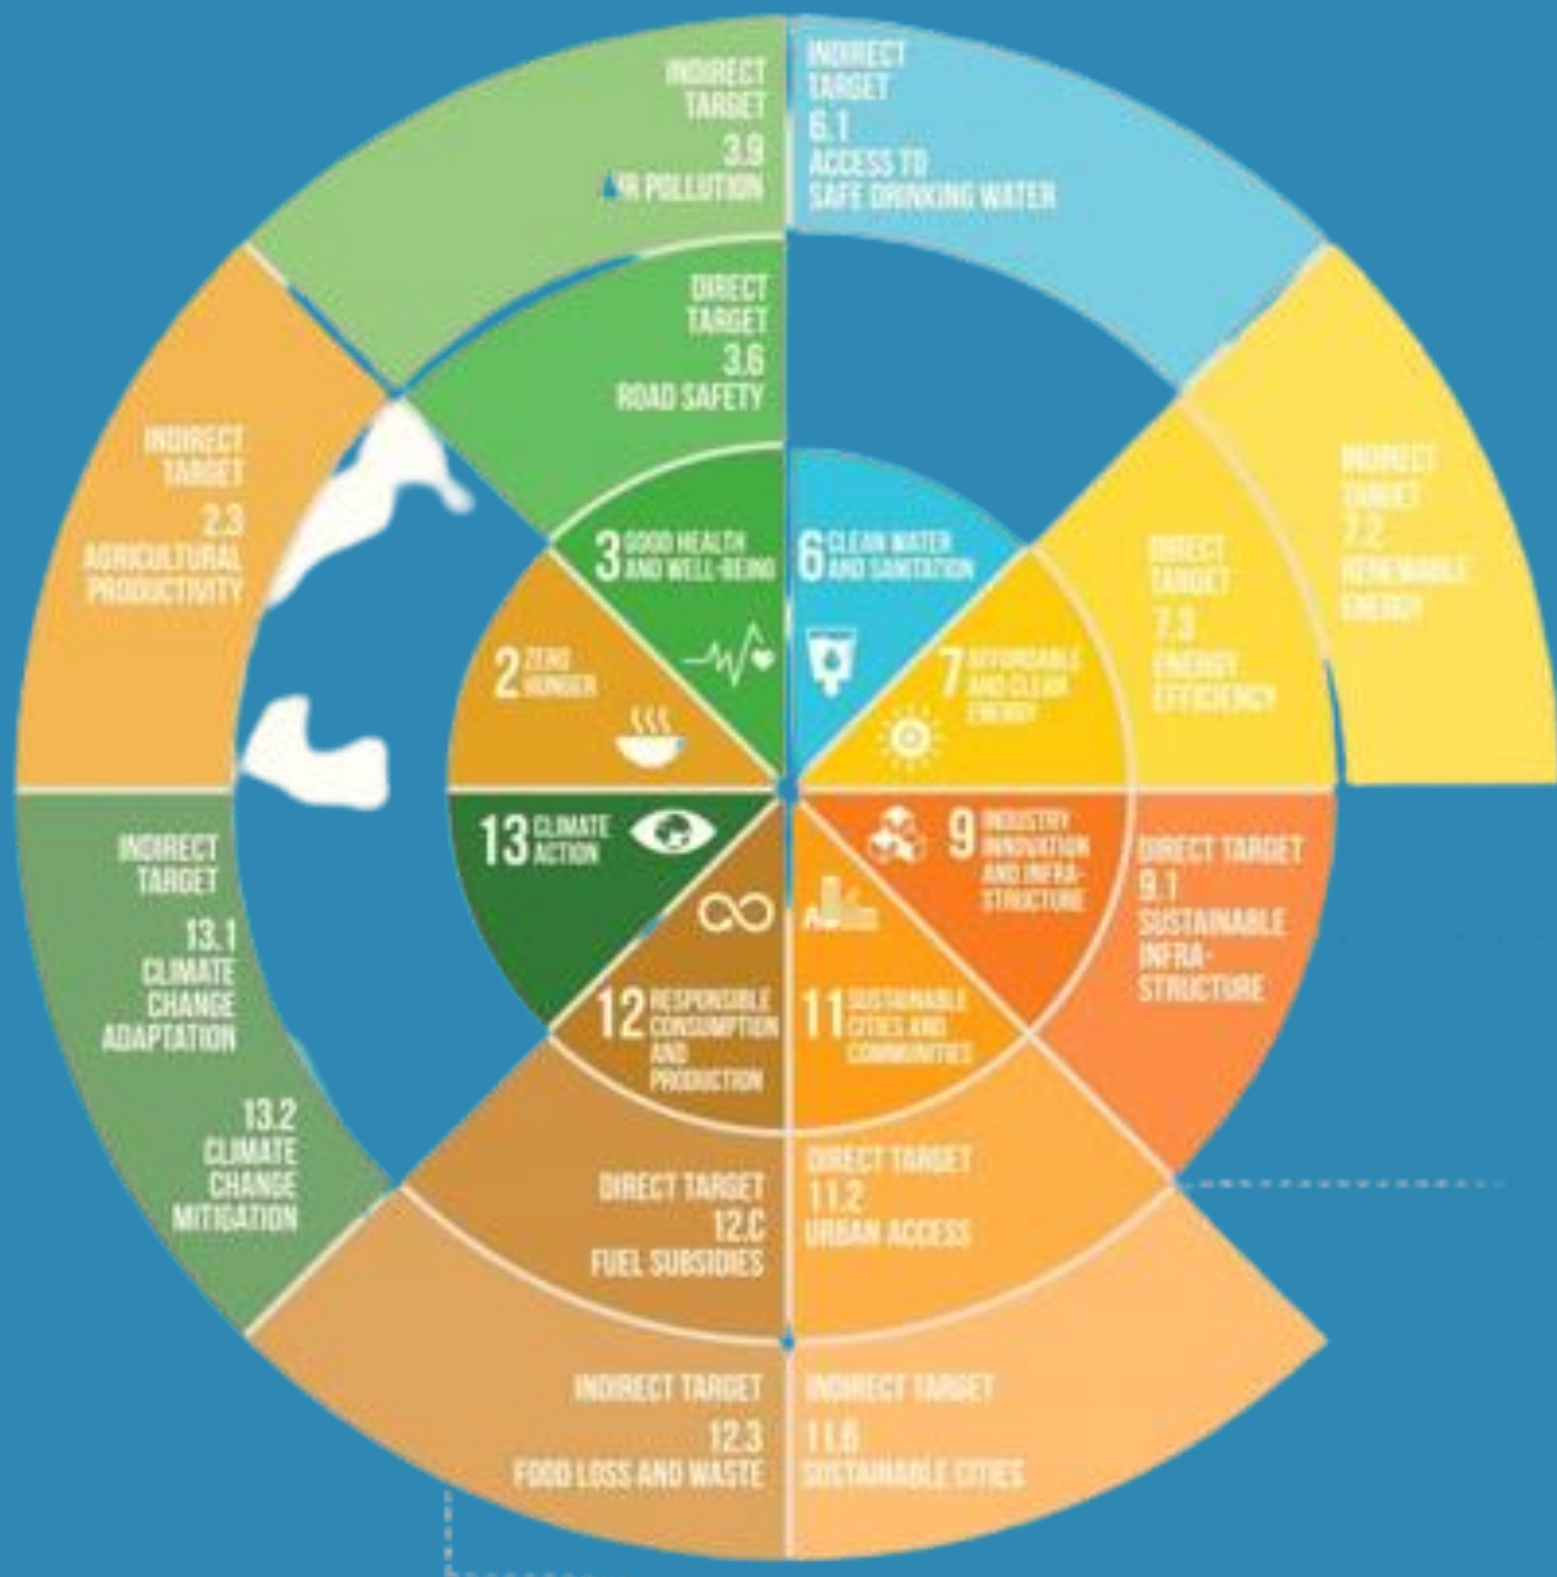 INDIRECT
TARGET
3.9
AIR POLLUTION
INDIRECT
TARGET
6.1
ACCESS TO
SAFE DRINKING WATER
DIRECT
TARGET
3.6
ROAD SAFETY
INDIRECT
TARGET
2.3
AGRICULTURAL
PRODUCTIVITY
INDIRECT
TARGET
7.2
RENEWABLE
ENERGY
DIRECT
TARGET
7.3
ENERGY
EFFICIENCY
3 GOOD HEALTH
AND WELL-BEING
6 CLEAN WATER
AND SANITATION
2 ZERO
HUNGER
7 AFFORDABLE
AND CLEAN
ENERGY
13 CLIMATE
ACTION
9 INDUSTRY
INNOVATION
AND INFRA-
STRUCTURE
DIRECT TARGET
9.1
SUSTAINABLE
INFRA-
STRUCTURE
INDIRECT
TARGET
13.1
CLIMATE
CHANGE
ADAPTATION
13.2
CLIMATE
CHANGE
MITIGATION
12 RESPONSIBLE
CONSUMPTION
AND
PRODUCTION
11 SUSTAINABLE
CITIES AND
COMMUNITIES
DIRECT TARGET
12.C
FUEL SUBSIDIES
DIRECT TARGET
11.2
URBAN ACCESS
INDIRECT TARGET
12.3
FOOD LOSS AND WASTE
INDIRECT TARGET
11.6
SUSTAINABLE CITIES